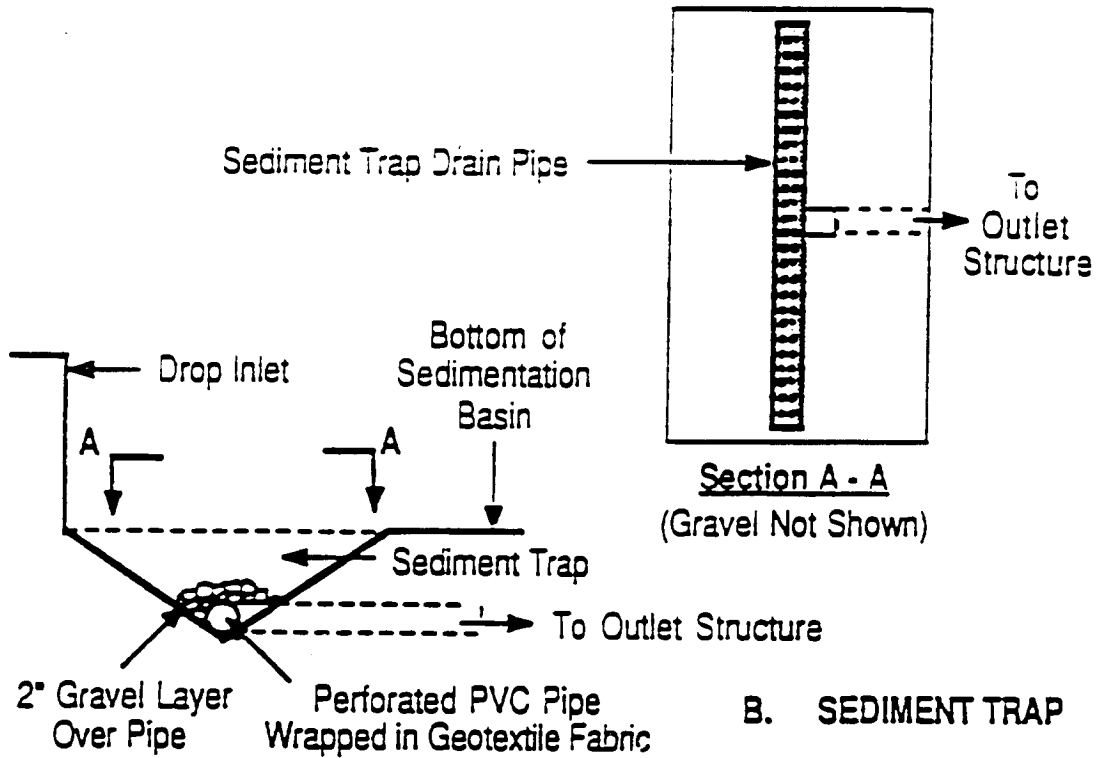 Sediment Trap Drain Pipe
To
Outlet
Structure
Section A - A
(Gravel Not Shown)
Drop Inlet
Bottom of
Sedimentation
Basin
A
A
Sediment Trap
To Outlet Structure
2" Gravel Layer
Over Pipe
Perforated PVC Pipe
Wrapped in Geotextile Fabric
B. SEDIMENT TRAP